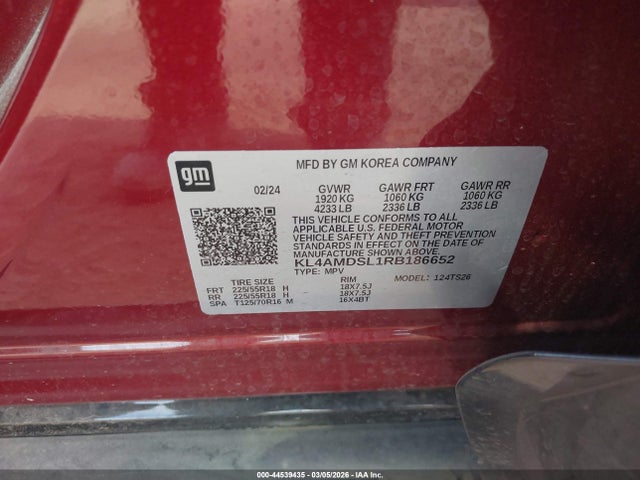 gm
MFD BY GM KOREA COMPANY
02/24 GVWR GAWR FRT GAWR RR
1920 KG 1060 KG 1060 KG
4233 LB 2336 LB 2336 LB
THIS VEHICLE CONFORMS TO ALL
APPLICABLE U.S. FEDERAL MOTOR
VEHICLE SAFETY AND THEFT PREVENTION
STANDARDS IN EFFECT ON THE DATE OF
MANUFACTURE SHOWN ABOVE.
KL4AMDSL1RB186652
TYPE: MPV MODEL: 124TS26
TIRE SIZE RIM
FRT 225/55R18 H 18X7.5J
RR 225/55R18 H 18X7.5J
SPA T125/70R16 M 16X4BT
000-44539435 - 03/05/2026 - IAA Inc.